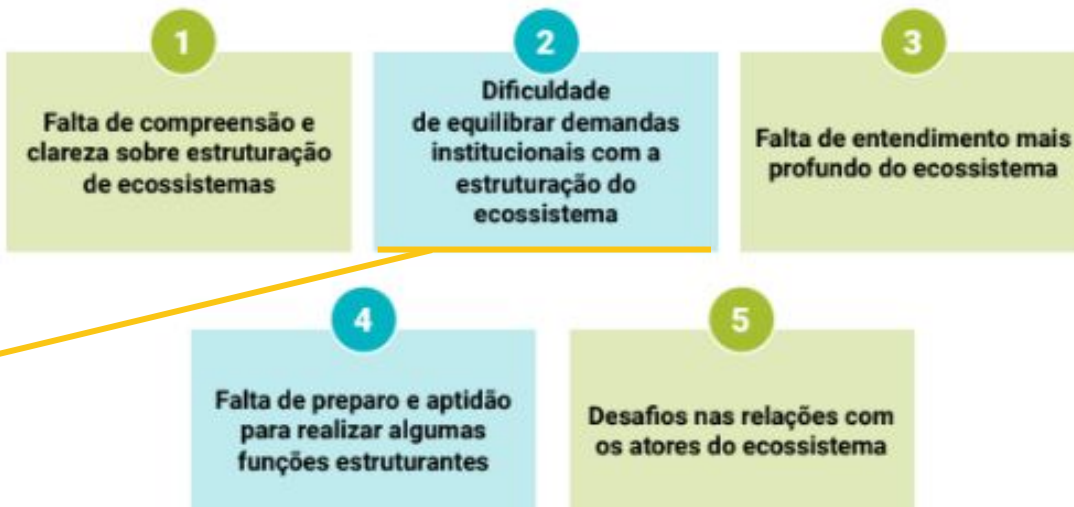 1
Falta de compreensão e
clareza sobre estruturação
de ecossistemas
2
Dificuldade
de equilibrar demandas
institucionais com a
estruturação do
ecossistema
3
Falta de entendimento mais
profundo do ecossistema
4
Falta de preparo e aptidão
para realizar algumas
funções estruturantes
5
Desafios nas relações com
os atores do ecossistema